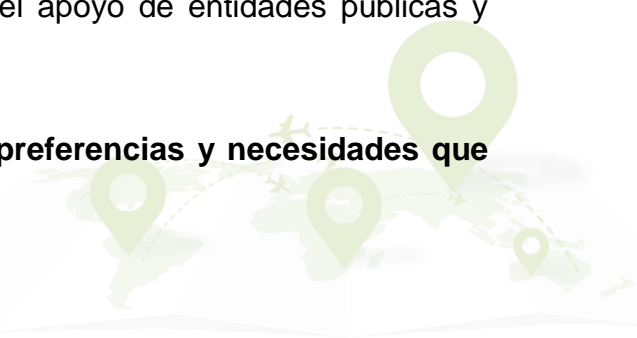 el apoyo de entidades públicas y
preferencias y necesidades que